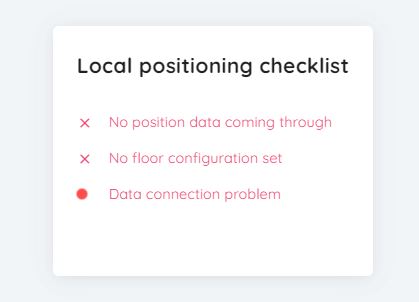 Local positioning checklist
No position data coming through
No floor configuration set
Data connection problem